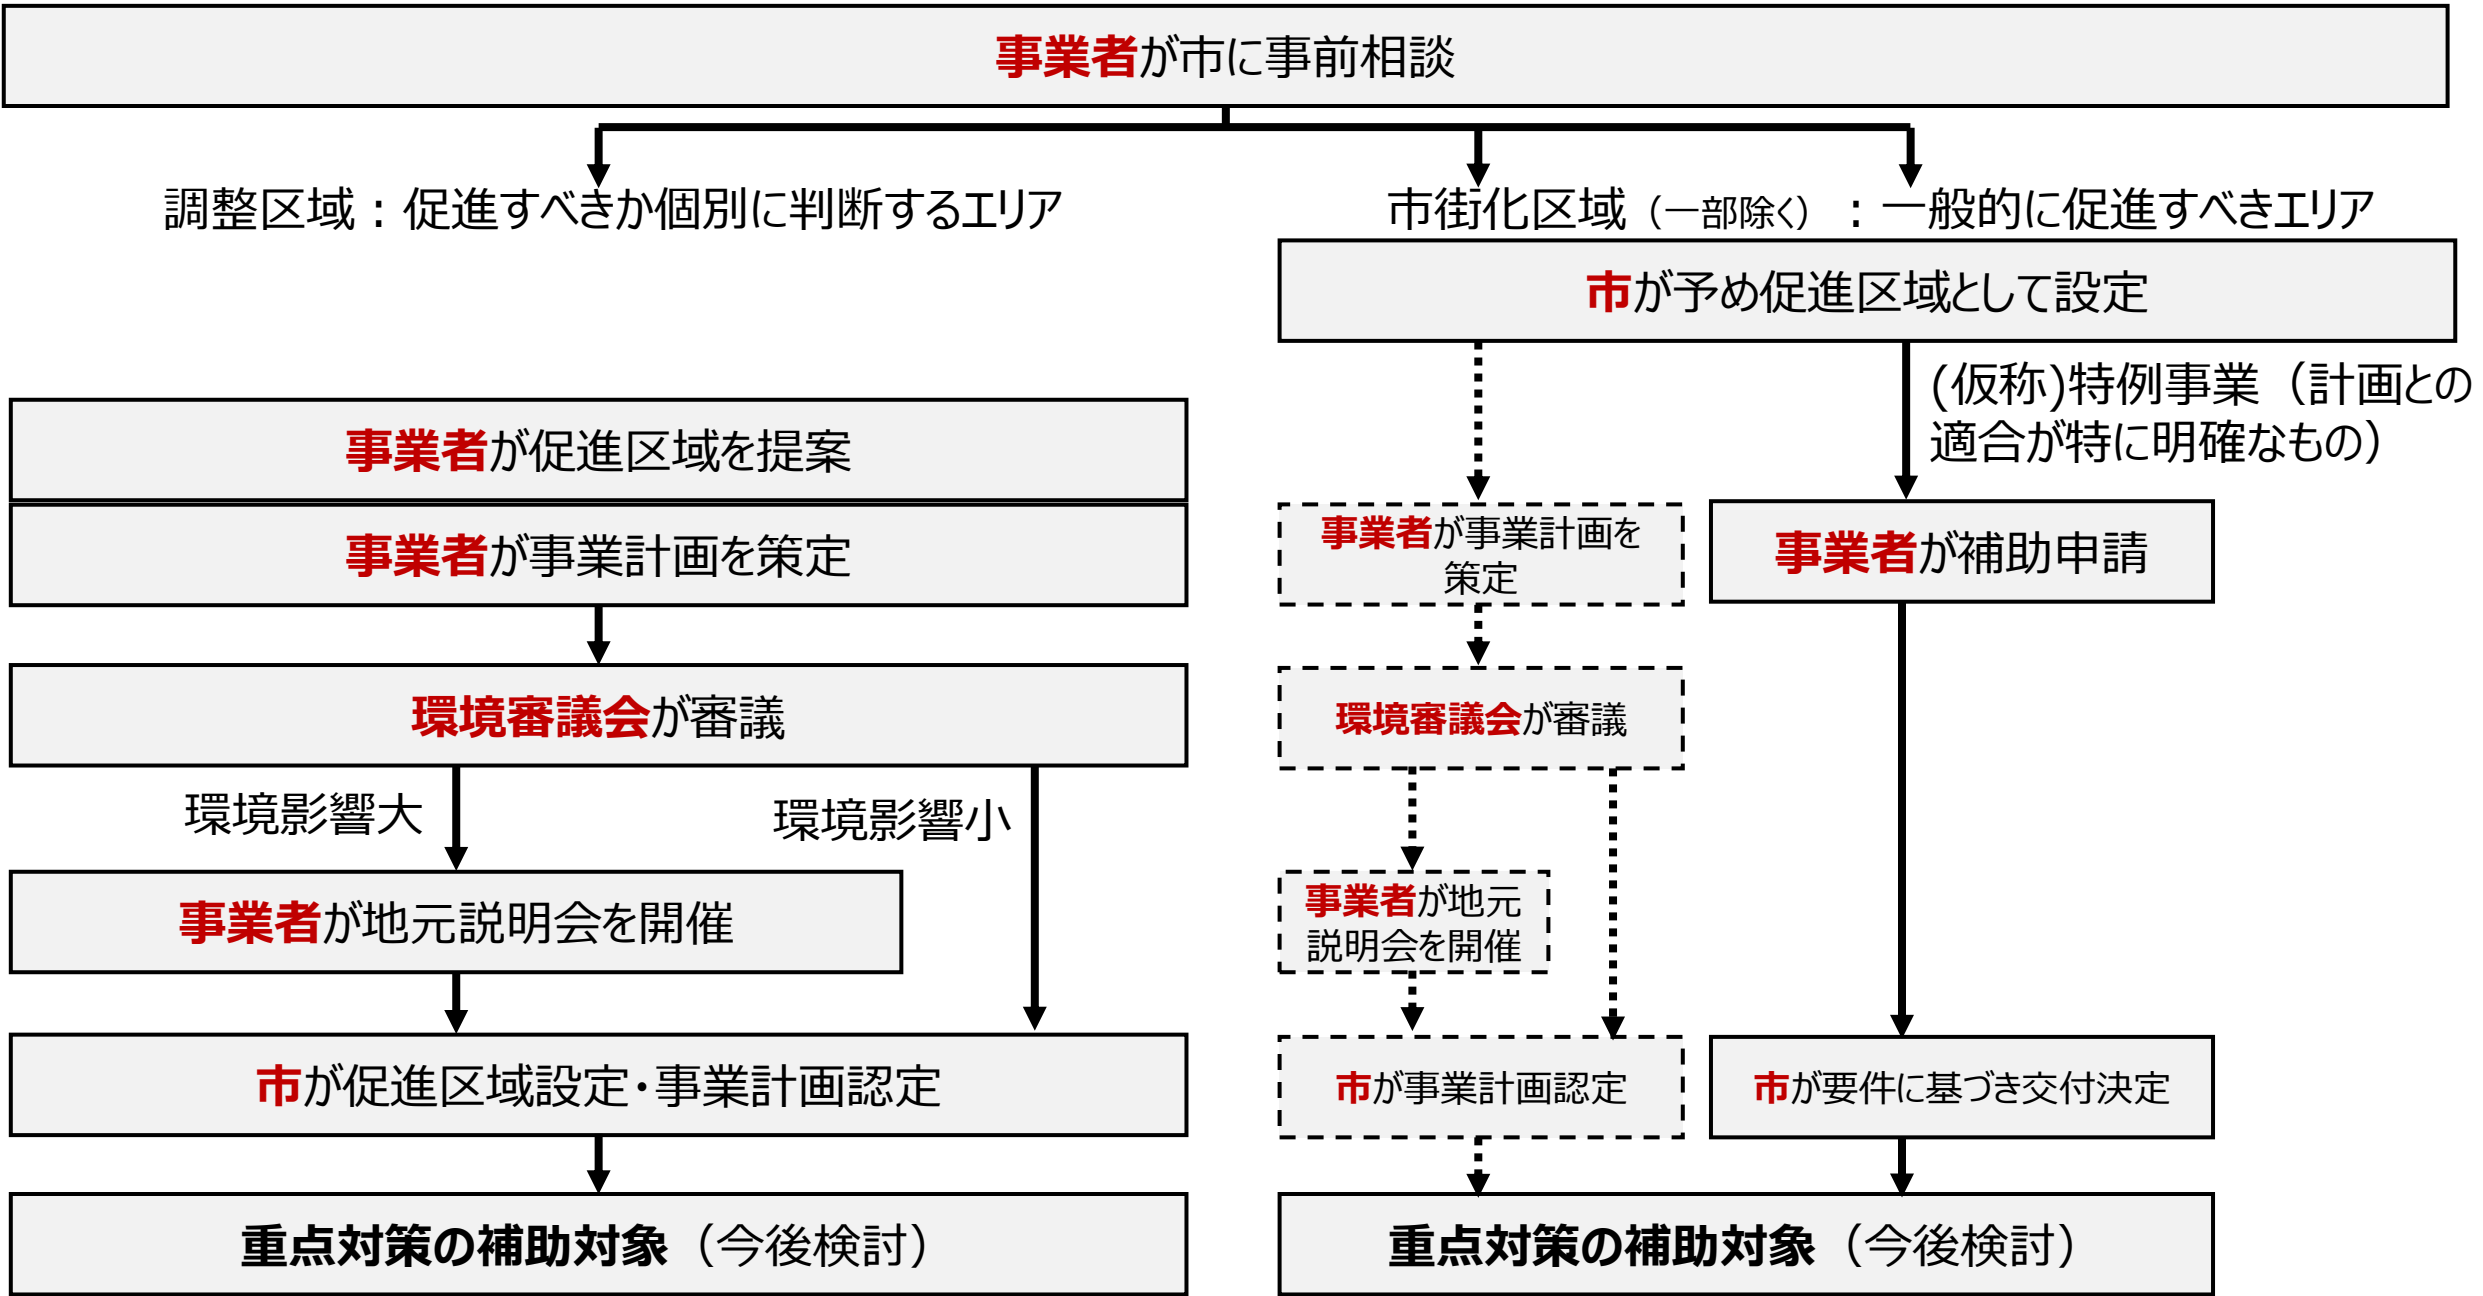 事業者が市に事前相談
調整区域：促進すべきか個別に判断するエリア
市街化区域（一部除く）：一般的に促進すべきエリア
市が予め促進区域として設定
(仮称)特例事業（計画との
適合が特に明確なもの）
事業者が促進区域を提案
事業者が事業計画を策定
環境審議会が審議
環境影響大
環境影響小
事業者が地元説明会を開催
市が促進区域設定・事業計画認定
重点対策の補助対象（今後検討）
事業者が事業計画を
策定
環境審議会が審議
事業者が地元
説明会を開催
市が事業計画認定
事業者が補助申請
市が要件に基づき交付決定
重点対策の補助対象（今後検討）